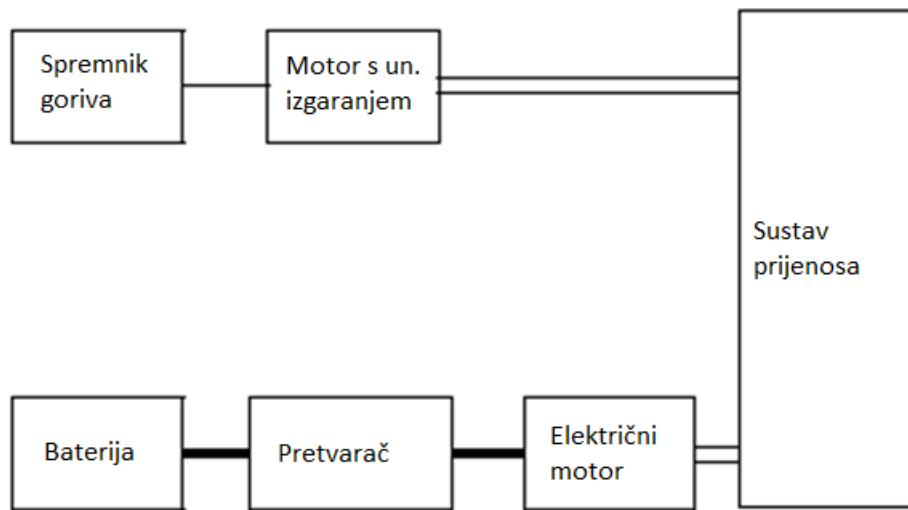 Spremnik
goriva
Motor s un.
izgaranjem
Sustav
prijenosa
Baterija
Pretvarač
Električni
motor